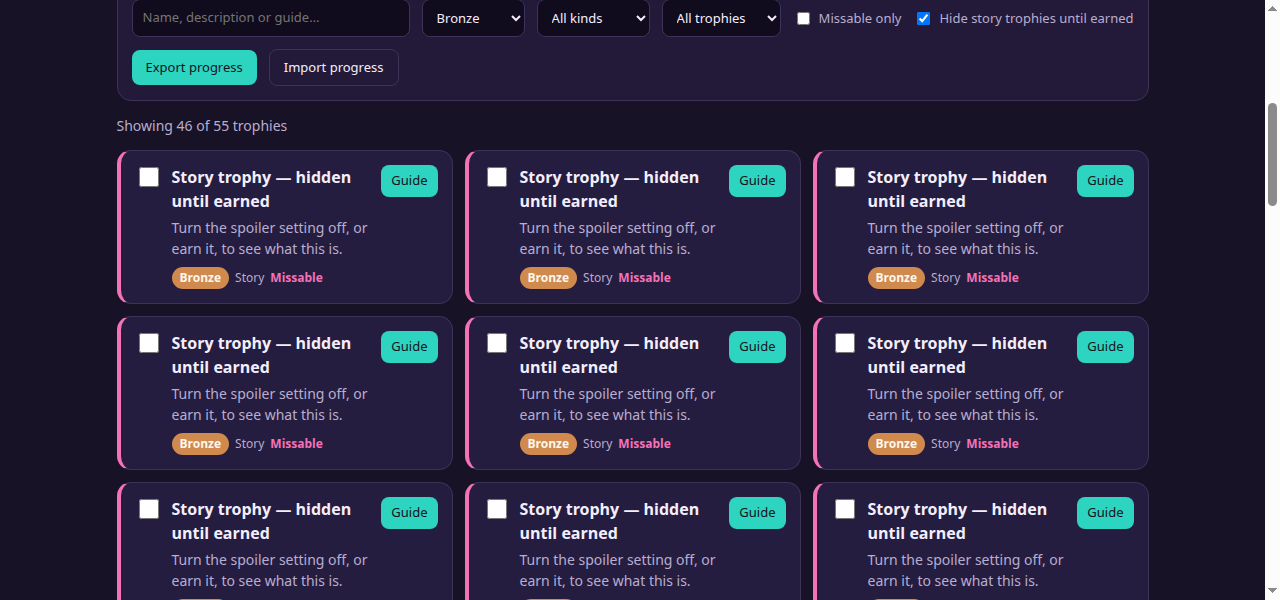 Name, description or guide...
Bronze
All kinds
All trophies
Missable only
Hide story trophies until earned
Export progress
Import progress
Showing 46 of 55 trophies
Story trophy — hidden
until earned
Guide
Turn the spoiler setting off, or
earn it, to see what this is.
Bronze Story Missable
Story trophy — hidden
until earned
Guide
Turn the spoiler setting off, or
earn it, to see what this is.
Bronze Story Missable
Story trophy — hidden
until earned
Guide
Turn the spoiler setting off, or
earn it, to see what this is.
Bronze Story Missable
Story trophy — hidden
until earned
Guide
Turn the spoiler setting off, or
earn it, to see what this is.
Bronze Story Missable
Story trophy — hidden
until earned
Guide
Turn the spoiler setting off, or
earn it, to see what this is.
Bronze Story Missable
Story trophy — hidden
until earned
Guide
Turn the spoiler setting off, or
earn it, to see what this is.
Bronze Story Missable
Story trophy — hidden
until earned
Guide
Turn the spoiler setting off, or
earn it, to see what this is.
Story trophy — hidden
until earned
Guide
Turn the spoiler setting off, or
earn it, to see what this is.
Story trophy — hidden
until earned
Guide
Turn the spoiler setting off, or
earn it, to see what this is.